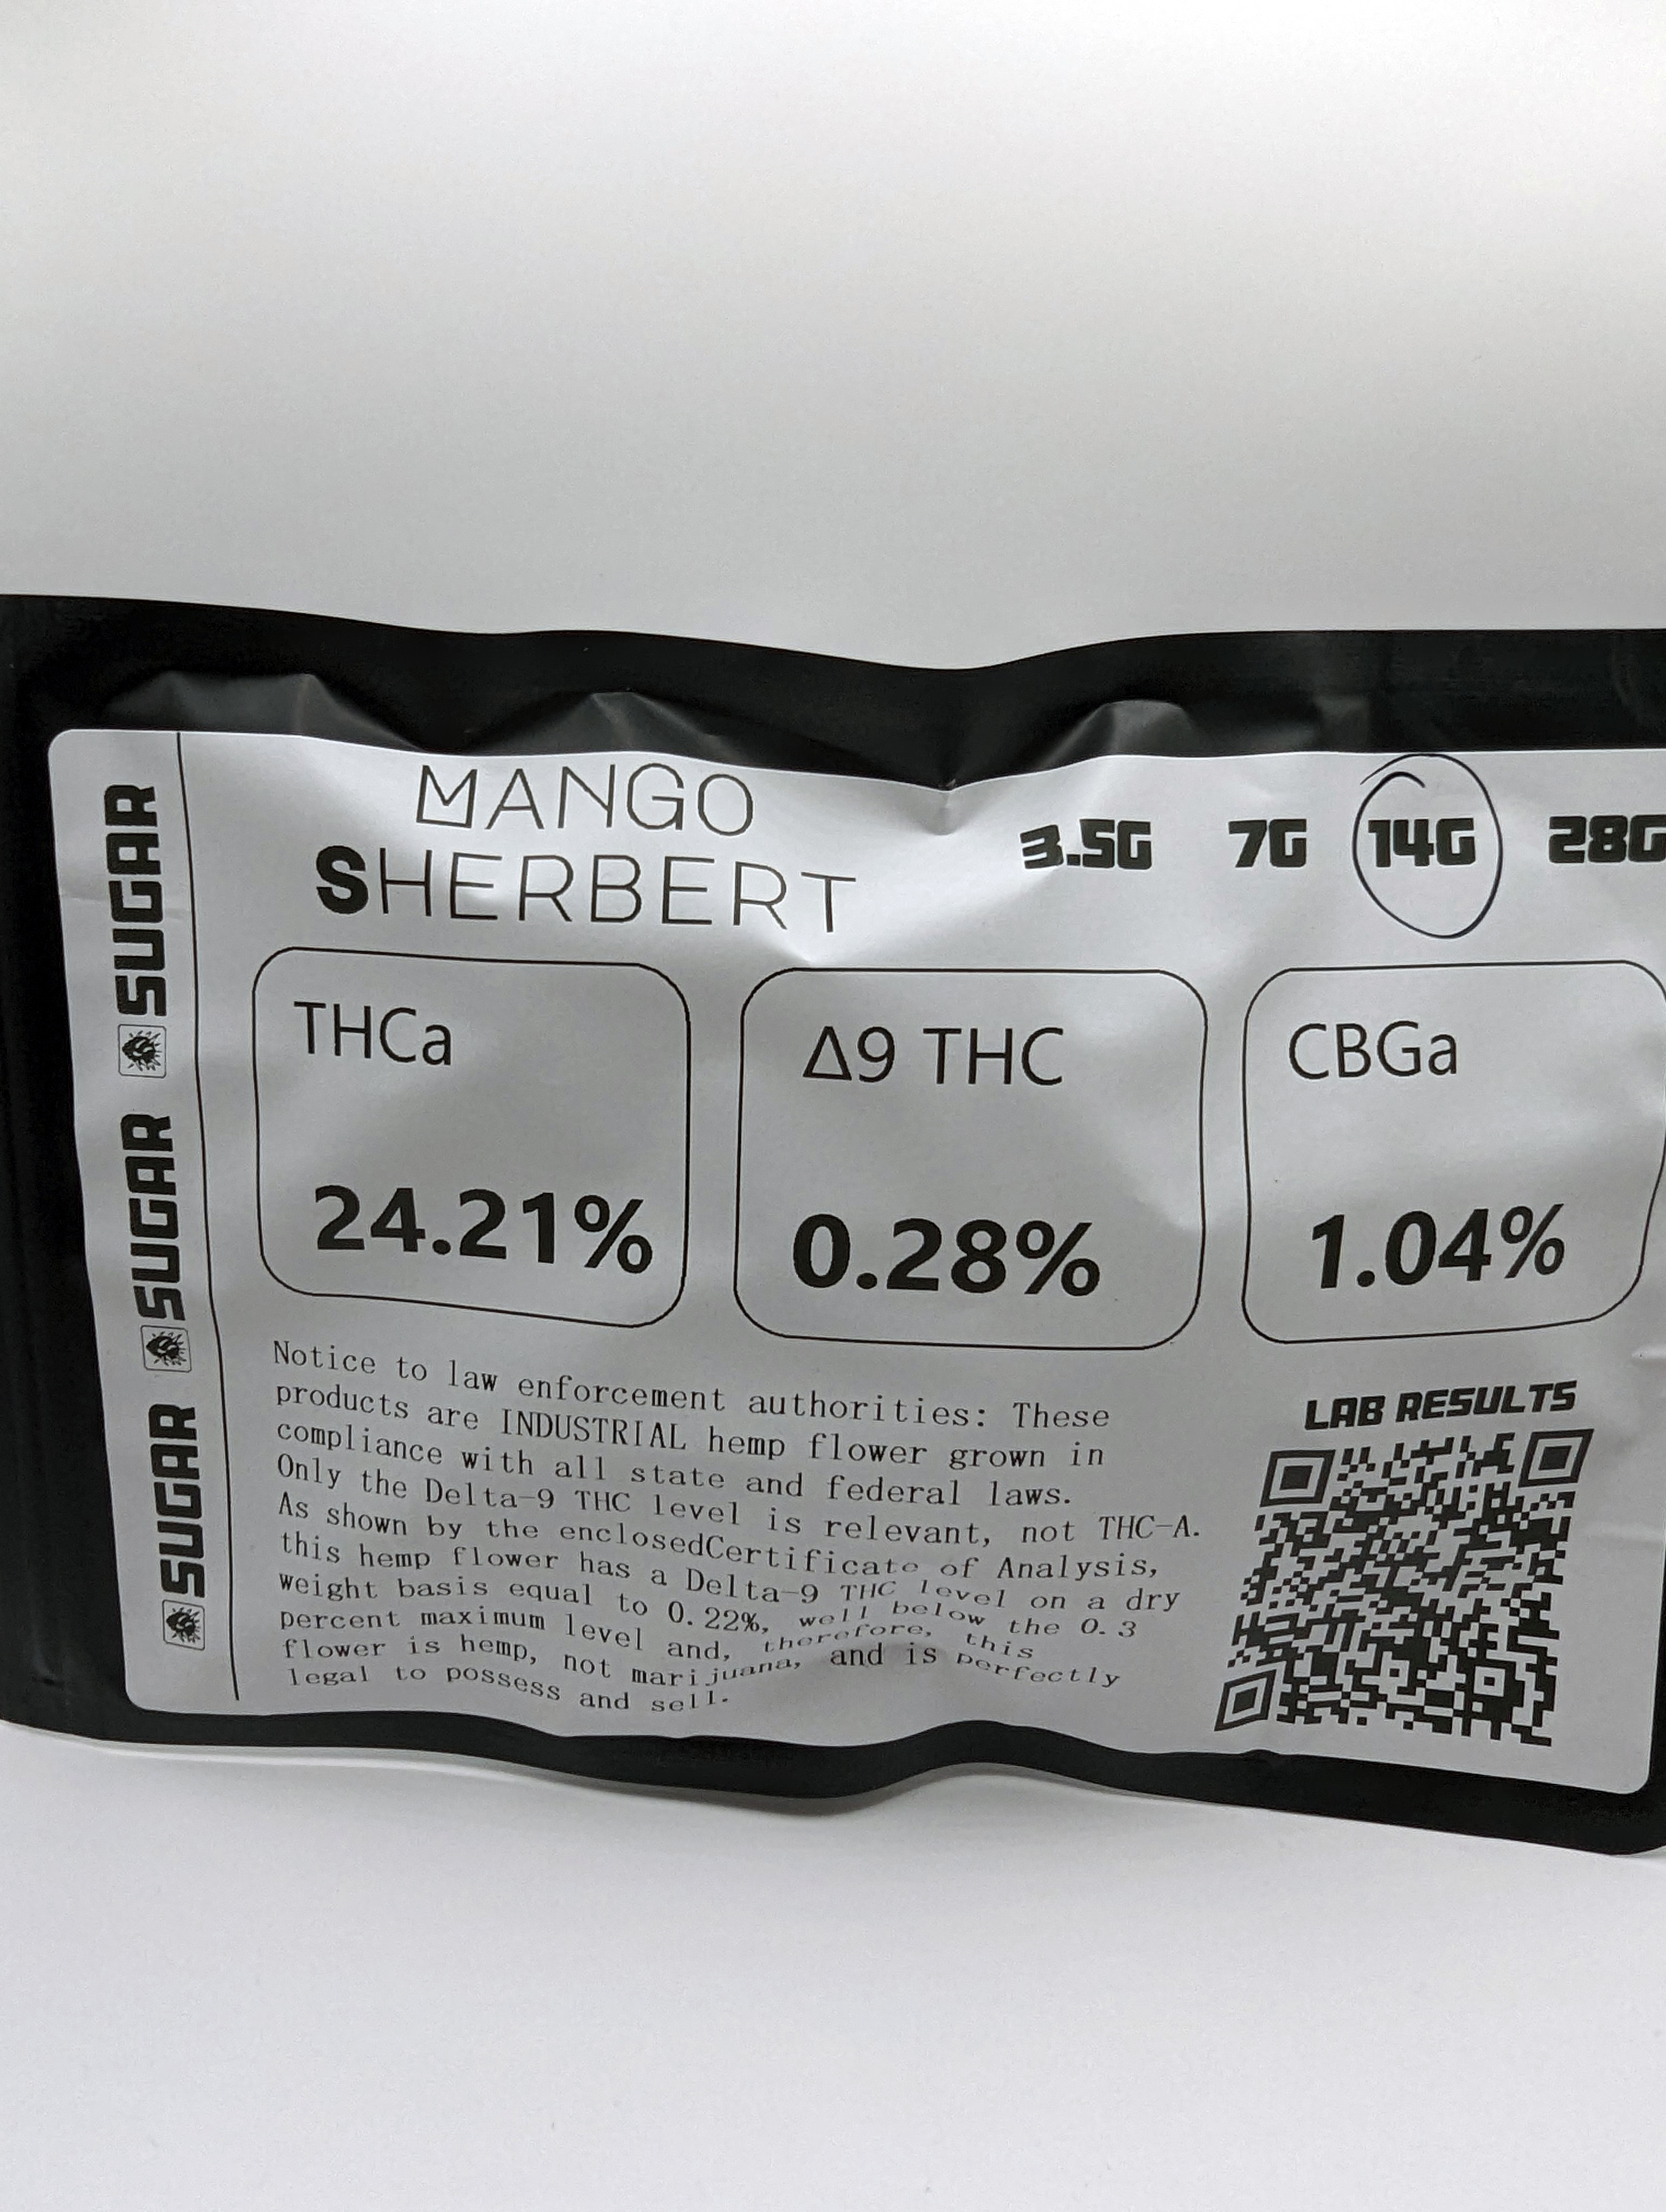 MANGO
SHERBERT
3.5G 7G 14G 28G
THCa
24.21%
Δ9 THC
0.28%
CBGa
1.04%
Notice to law enforcement authorities: These
products are INDUSTRIAL hemp flower grown in
compliance with all state and federal laws.
Only the Delta-9 THC level is relevant, not THC-A.
As shown by the enclosedCertificate of Analysis,
this hemp flower has a Delta-9 THC level on a dry
weight basis equal to 0.22%, well below the 0.3
percent maximum level and, therefore, this
flower is hemp, not marijuana, and is perfectly
legal to possess and sell.
LAB RESULTS
SUGAR
SUGAR
SUGAR